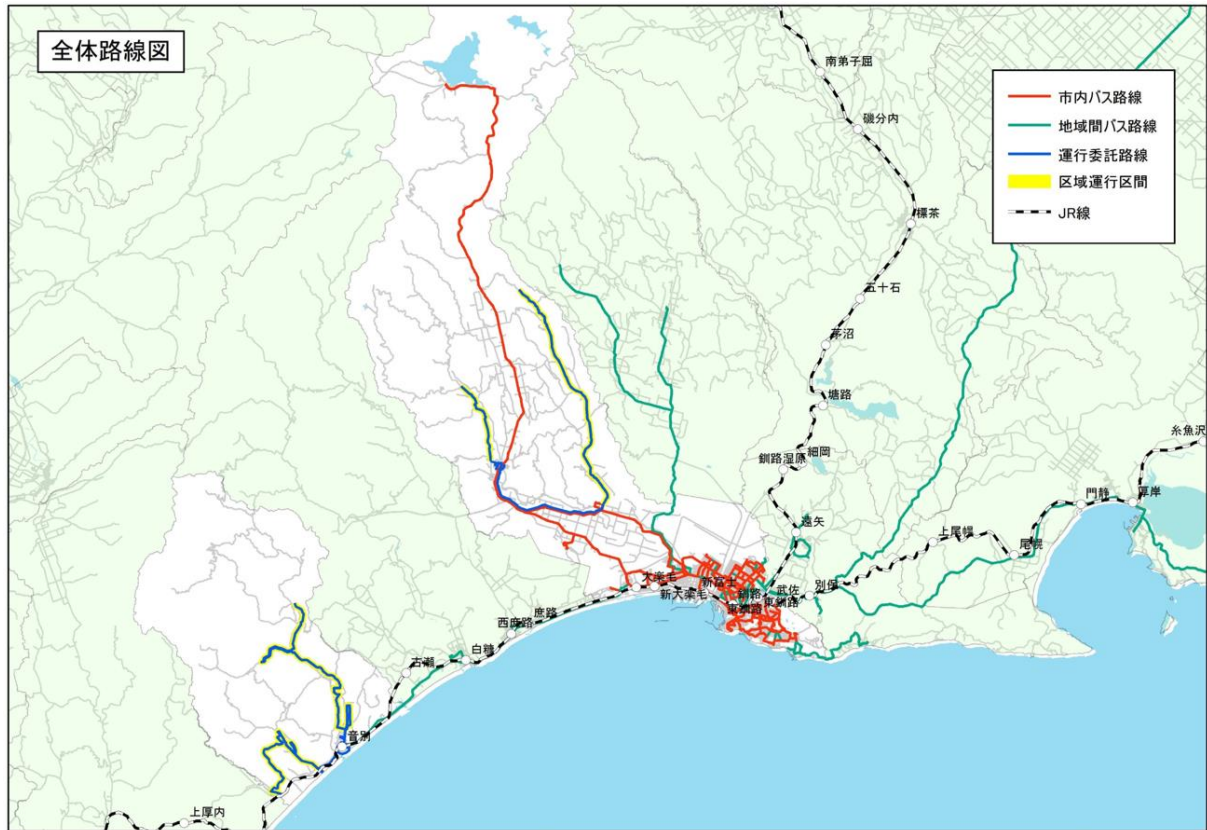 全体路線図
市内バス路線
地域間バス路線
運行委託路線
区域運行区間
JR線
南弟子屈
磯分内
標茶
五十石
茅沼
塘路
細岡
釧路湿原
遠矢
糸魚沢
厚岸
門静
尾幌
上尾幌
別保
武佐
東釧路
釧路
新富士
新大楽毛
大楽毛
庶路
西庶路
白糠
古瀬
音別
上厚内